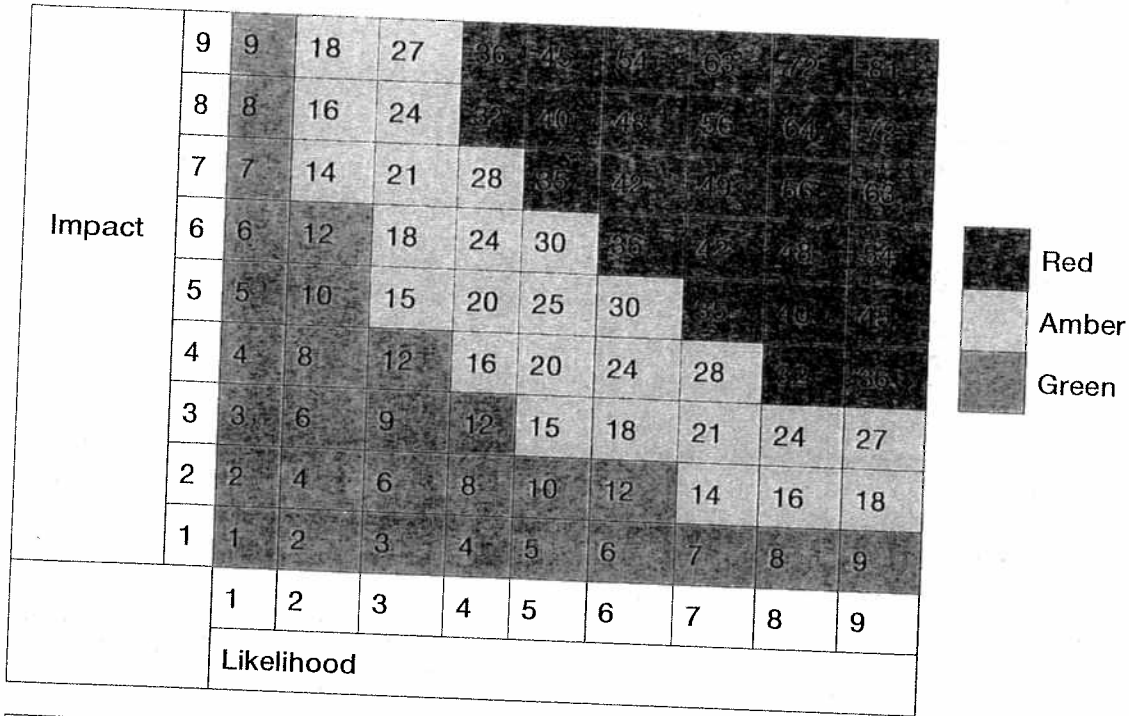 9 9 18 27 36 45 54 63 72 81
8 8 16 24 32 40 48 56 64 72
7 7 14 21 28 35 42 49 56 63
Impact 6 6 12 18 24 30 36 42 48 54
5 5 10 15 20 25 30 35 40 45
4 4 8 12 16 20 24 28 32 36
3 3 6 9 12 15 18 21 24 27
2 2 4 6 8 10 12 14 16 18
1 1 2 3 4 5 6 7 8 9
1 2 3 4 5 6 7 8 9
Likelihood
Red
Amber
Green